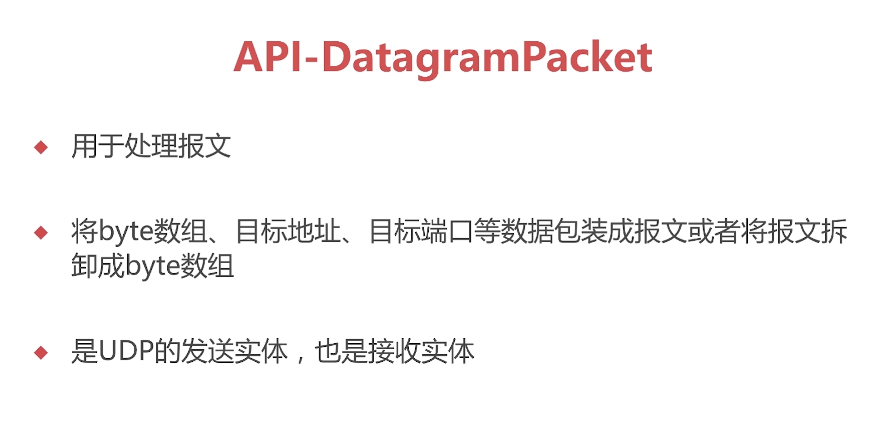 API-DatagramPacket
用于处理报文
将byte数组、目标地址、目标端口等数据包装成报文或者将报文拆
卸成byte数组
是UDP的发送实体，也是接收实体